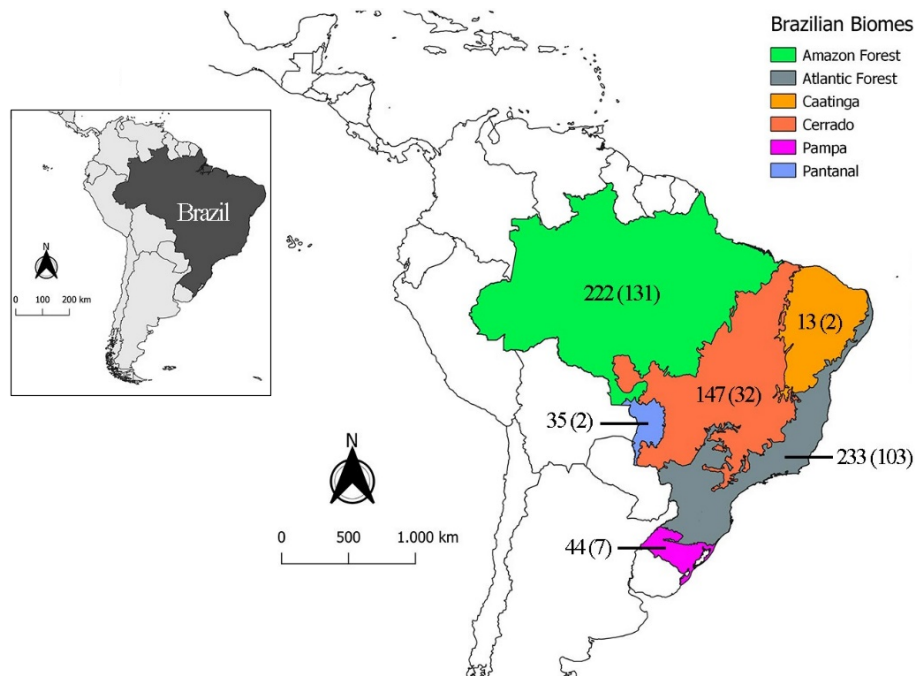 Brazilian Biomes
Amazon Forest
Atlantic Forest
Caatinga
Cerrado
Pampa
Pantanal
Brazil
N
0 100 200 km
222 (131)
13 (2)
147 (32)
35 (2)
233 (103)
N
0 500 1.000 km
44 (7)